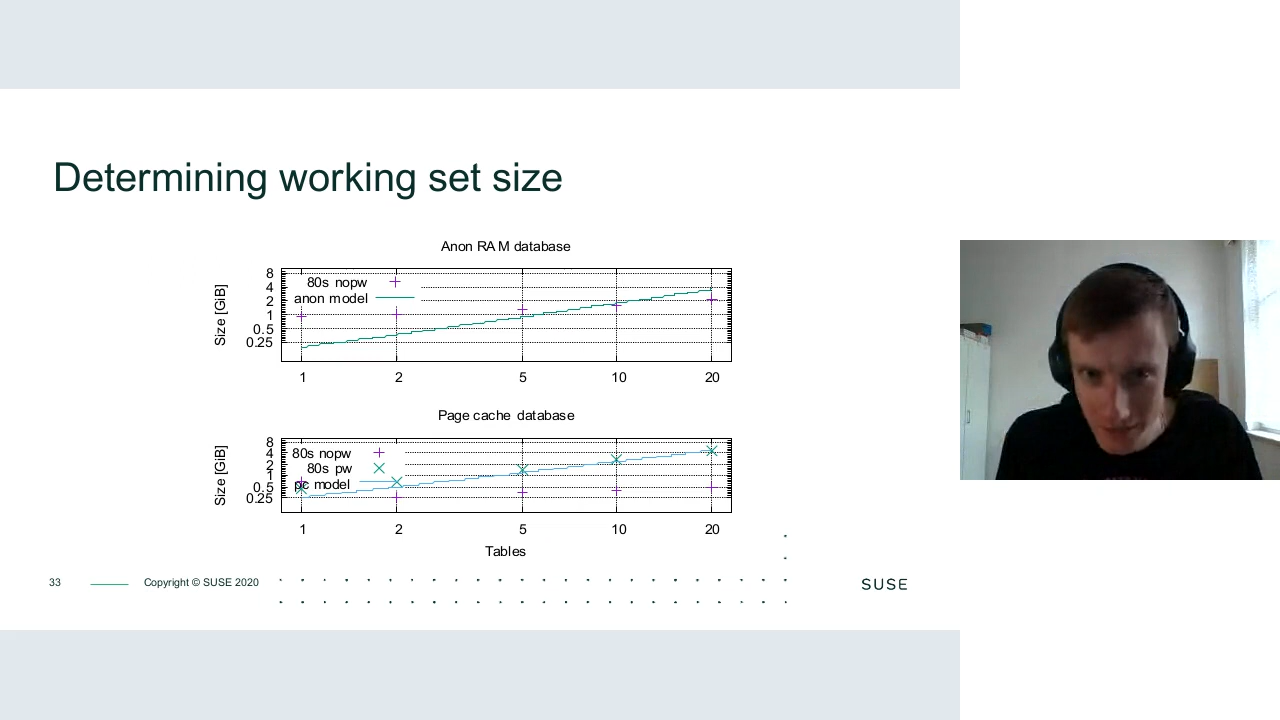 Determining working set size
Anon RAM database
Size [GiB]
8
4
2
1
0.5
0.25
80s nopw
anon model
1 2 5 10 20
Page cache database
Size [GiB]
8
4
2
1
0.5
0.25
80s nopw
80s pw
pc model
1 2 5 10 20
Tables
33
Copyright © SUSE 2020
SUSE